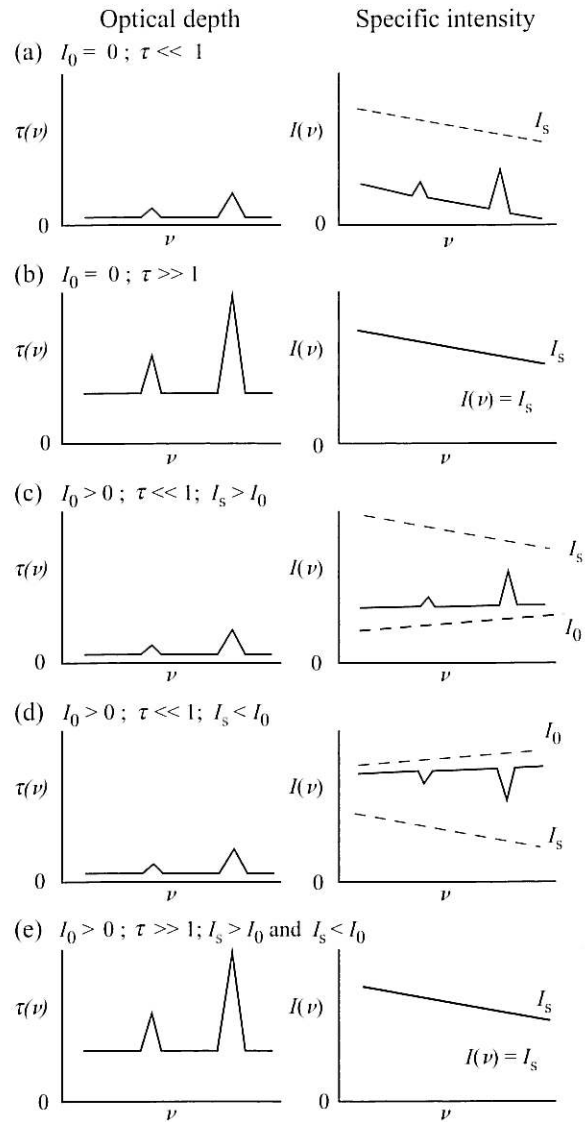 Optical depth Specific intensity
(a) I₀ = 0 ; τ << 1
τ(ν) I(ν) Iₛ
0 0
ν ν
(b) I₀ = 0 ; τ >> 1
τ(ν) I(ν) Iₛ
I(ν) = Iₛ
0 0
ν ν
(c) I₀ > 0 ; τ << 1; Iₛ > I₀
τ(ν) I(ν) Iₛ
I₀
0 0
ν ν
(d) I₀ > 0 ; τ << 1; Iₛ < I₀
I₀
τ(ν) I(ν)
Iₛ
0 0
ν ν
(e) I₀ > 0 ; τ >> 1; Iₛ > I₀ and Iₛ < I₀
τ(ν) I(ν) Iₛ
I(ν) = Iₛ
0 0
ν ν